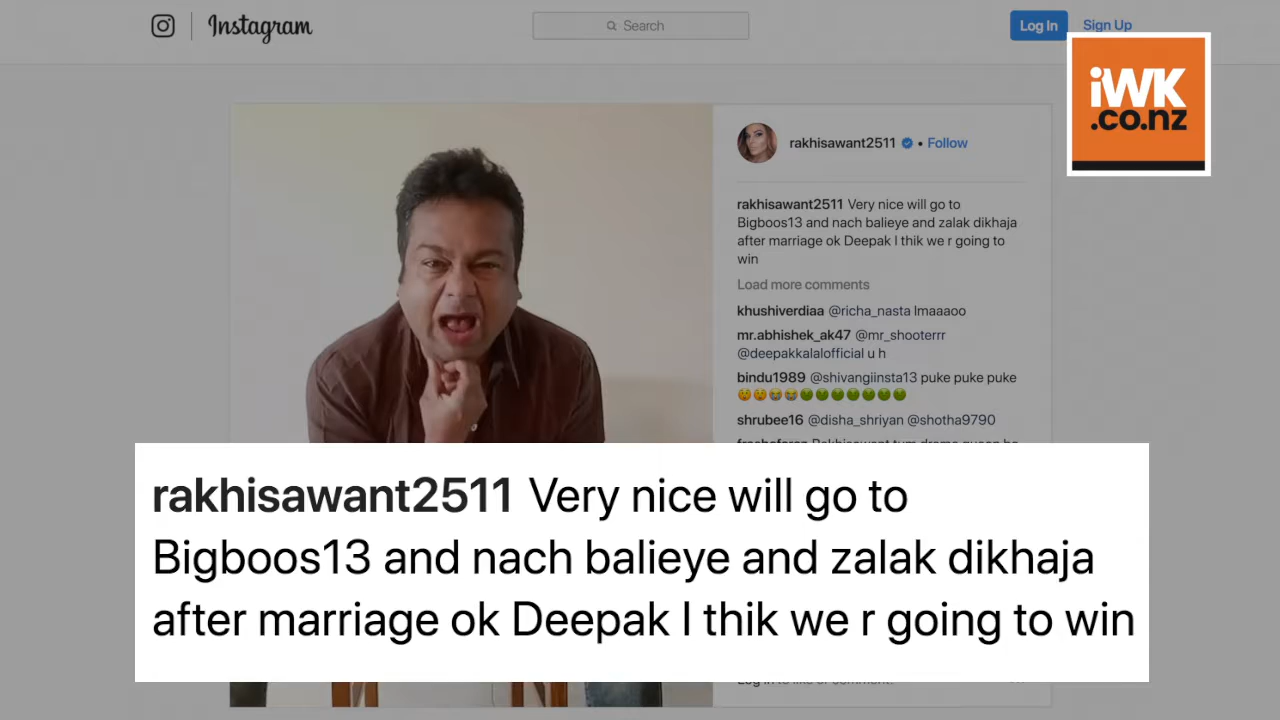 Instagram
Search
Log In
Sign Up
iWK
.co.nz
rakhisawant2511 • Follow
rakhisawant2511 Very nice will go to
Bigboos13 and nach balieye and zalak dikhaja
after marriage ok Deepak I thik we r going to
win
Load more comments
khushiverdiaa @richa_nasta lmaaaoo
mr.abhishek_ak47 @mr_shooterrr
@deepakkalalofficial u h
bindu1989 @shivangiinsta13 puke puke puke
🤢🤢😭😭🤢🤢🤢🤢🤢🤢🤢
shrubee16 @disha_shriyan @shotha9790
rakhisawant2511 Very nice will go to
Bigboos13 and nach balieye and zalak dikhaja
after marriage ok Deepak I thik we r going to win